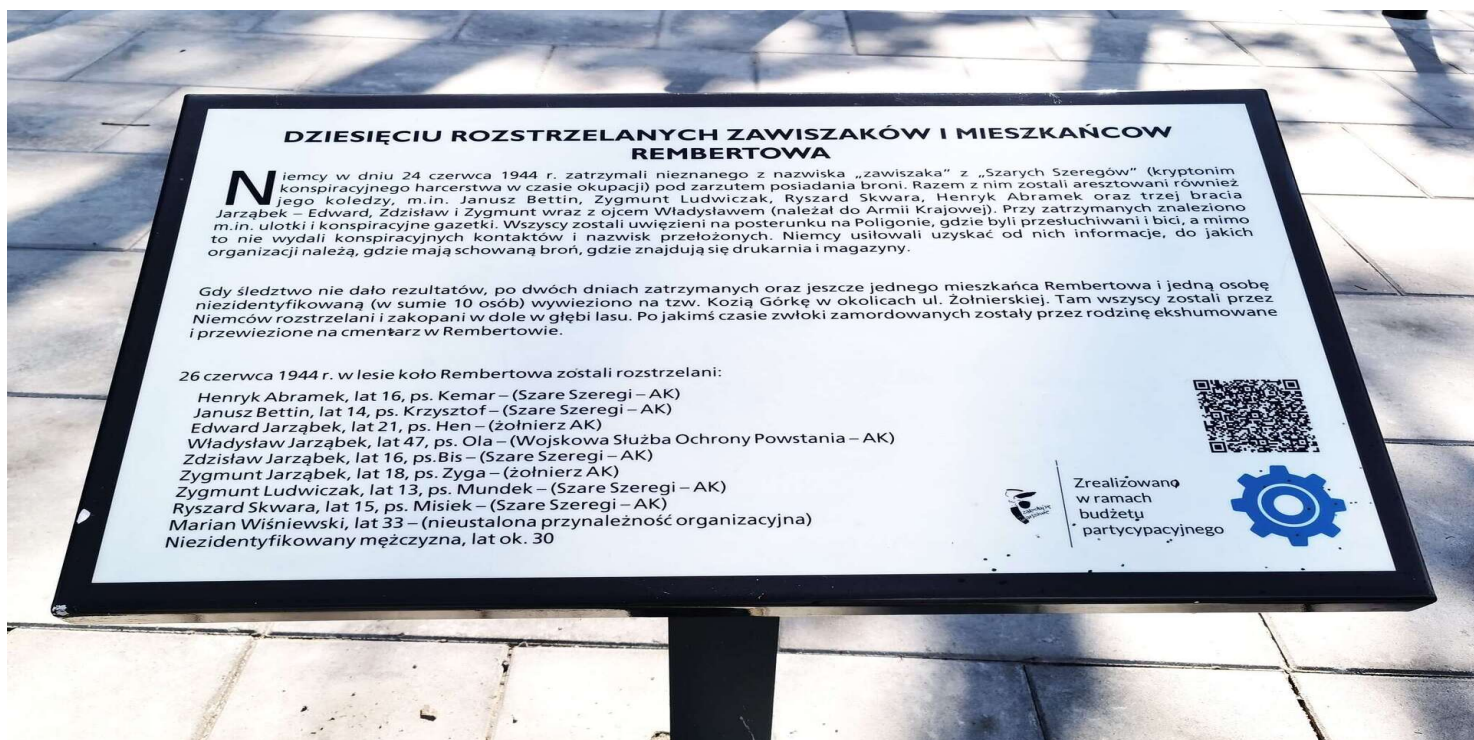 DZIESIĘCIU ROZSTRZELANYCH ZAWISZAKÓW I MIESZKAŃCOW
REMBERTOWA
Niemcy w dniu 24 czerwca 1944 r. zatrzymali nieznanego z nazwiska „zawiszaka” z „Szarych Szeregów” (kryptonim
konspiracyjnego harcerstwa w czasie okupacji) pod zarzutem posiadania broni. Razem z nim zostali aresztowani również
jego koledzy, m.in. Janusz Bettin, Zygmunt Ludwiczak, Ryszard Skwara, Henryk Abramek oraz trzej bracia
Jarząbek – Edward, Zdzisław i Zygmunt wraz z ojcem Władysławem (należał do Armii Krajowej). Przy zatrzymanych znaleziono
m.in. ulotki i konspiracyjne gazetki. Wszyscy zostali uwięzieni na posterunku na Poligonie, gdzie byli przesłuchiwani i bici, a mimo
to nie wydali konspiracyjnych kontaktów i nazwisk przełożonych. Niemcy usiłowali uzyskać od nich informacje, do jakich
organizacji należą, gdzie mają schowaną broń, gdzie znajdują się drukarnia i magazyny.
Gdy śledztwo nie dało rezultatów, po dwóch dniach zatrzymanych oraz jeszcze jednego mieszkańca Rembertowa i jedną osobę
niezidentyfikowaną (w sumie 10 osób) wywieziono na tzw. Kozią Górkę w okolicach ul. Żołnierskiej. Tam wszyscy zostali przez
Niemców rozstrzelani i zakopani w dole w głębi lasu. Po jakimś czasie zwłoki zamordowanych zostały przez rodzinę ekshumowane
i przewiezione na cmentarz w Rembertowie.
26 czerwca 1944 r. w lesie koło Rembertowa zostali rozstrzelani:
Henryk Abramek, lat 16, ps. Kemar – (Szare Szeregi – AK)
Janusz Bettin, lat 14, ps. Krzysztof – (Szare Szeregi – AK)
Edward Jarząbek, lat 21, ps. Hen – (żołnierz AK)
Władysław Jarząbek, lat 47, ps. Ola – (Wojskowa Służba Ochrony Powstania – AK)
Zdzisław Jarząbek, lat 16, ps.Bis – (Szare Szeregi – AK)
Zygmunt Jarząbek, lat 18, ps. Zyga – (żołnierz AK)
Zygmunt Ludwiczak, lat 13, ps. Mundek – (Szare Szeregi – AK)
Ryszard Skwara, lat 15, ps. Misiek – (Szare Szeregi – AK)
Marian Wiśniewski, lat 33 – (nieustalona przynależność organizacyjna)
Niezidentyfikowany mężczyzna, lat ok. 30
Zrealizowano
w ramach
budżetu
partycypacyjnego